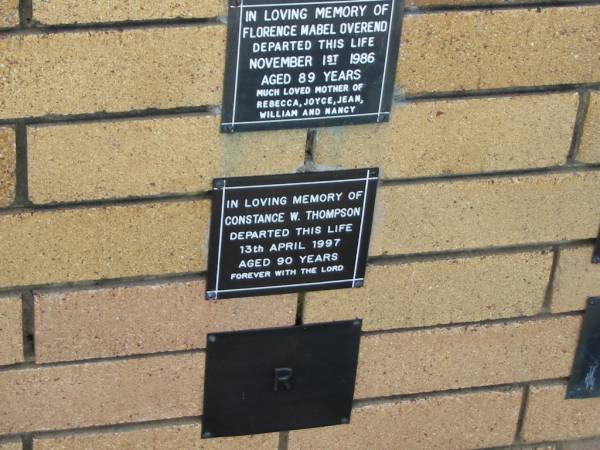 IN LOVING MEMORY OF
FLORENCE MABEL OVEREND
DEPARTED THIS LIFE
NOVEMBER 1ST 1986
AGED 89 YEARS
MUCH LOVED MOTHER OF
REBECCA, JOYCE, JEAN,
WILLIAM AND NANCY
IN LOVING MEMORY OF
CONSTANCE W. THOMPSON
DEPARTED THIS LIFE
13th APRIL 1997
AGED 90 YEARS
FOREVER WITH THE LORD
R